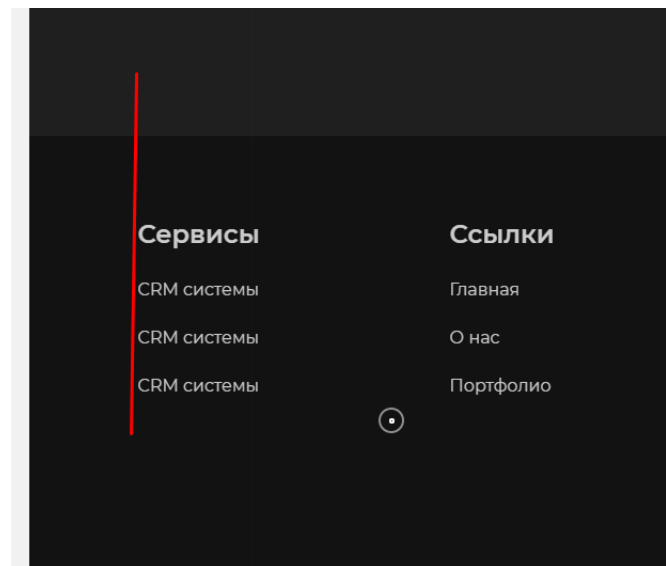 Сервисы
CRM системы
CRM системы
CRM системы
Ссылки
Главная
О нас
Портфолио